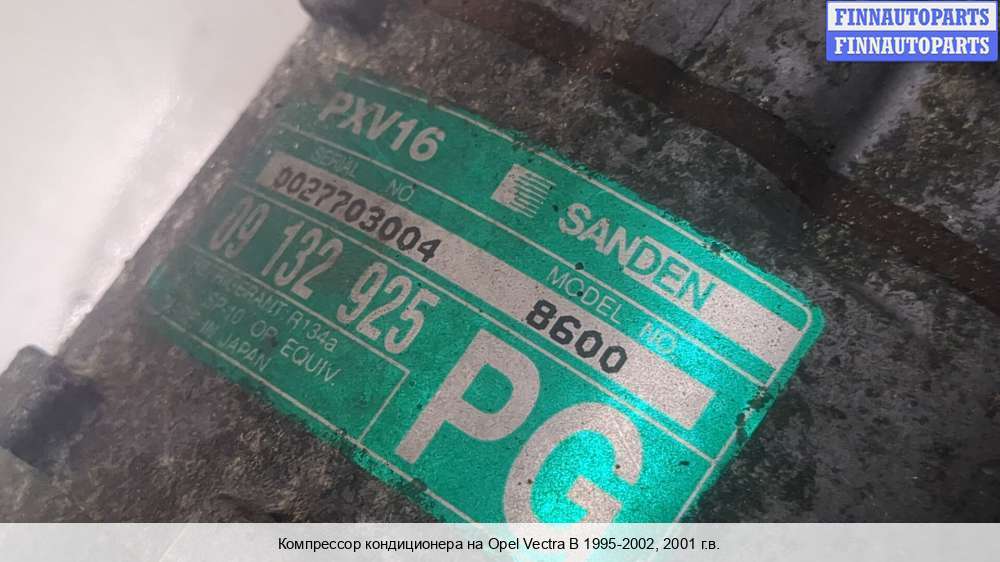 FINNAUTOPARTS
FINNAUTOPARTS
PXV16
SANDEN
SERIAL NO.
MODEL NO.
0027703004
8600
09 132 925
PG
REFRIGERANT R134a
SP-10 OR EQUIV.
IN JAPAN
Компрессор кондиционера на Opel Vectra B 1995-2002, 2001 г.в.